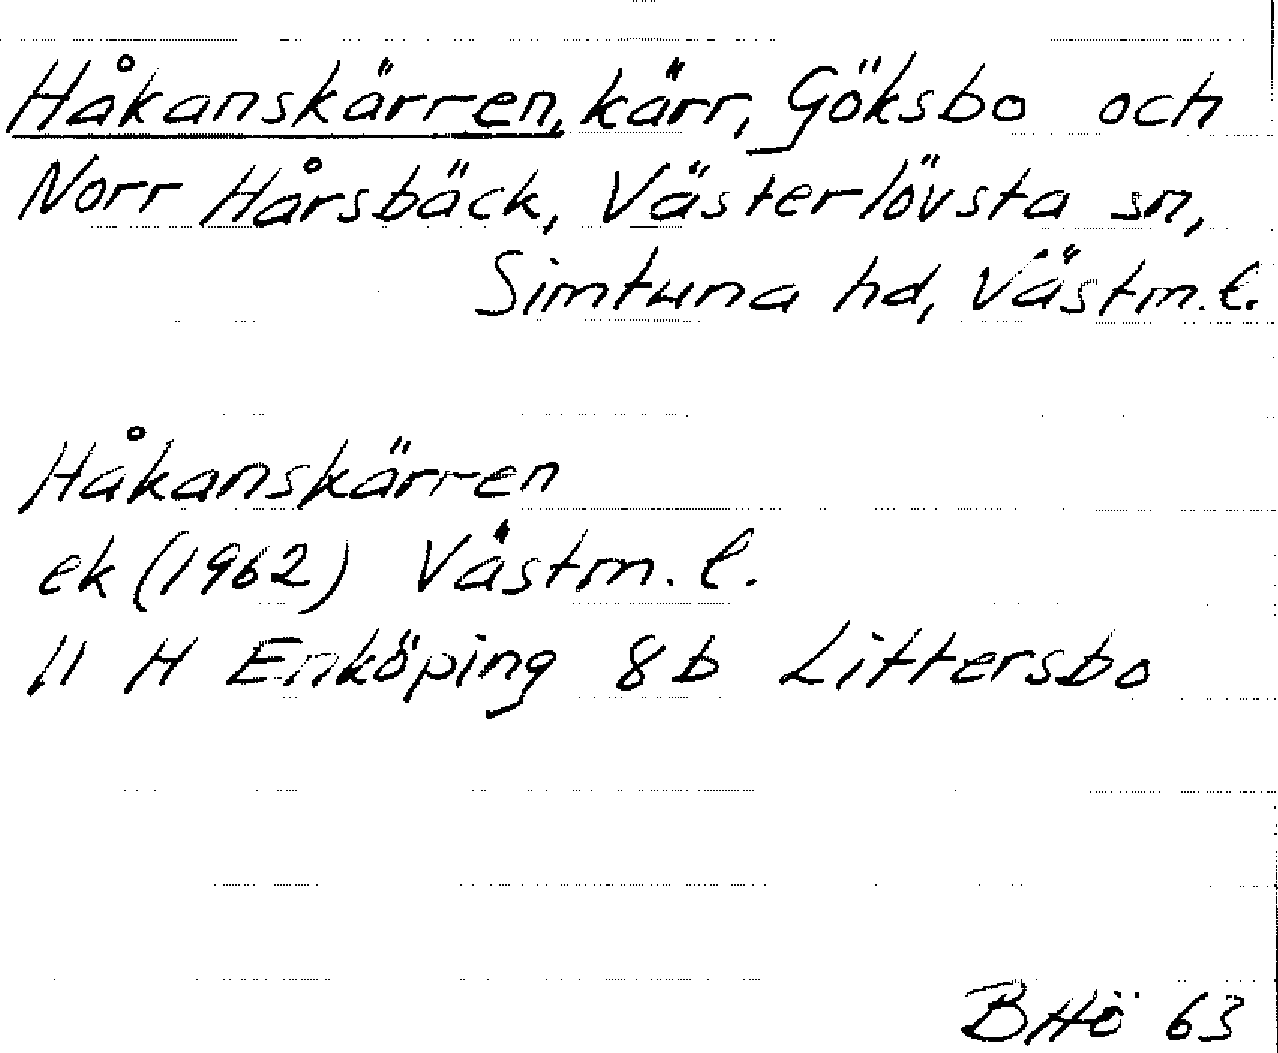 Håkanskärren, kärr, Göksbo och
Norr Hårsbäck, Västerlövsta sn,
Simtuna hd, Västm. l.
Håkanskärren
ek (1962) Västm. l.
11 H Enköping 8 b Littersbo
BHö 63